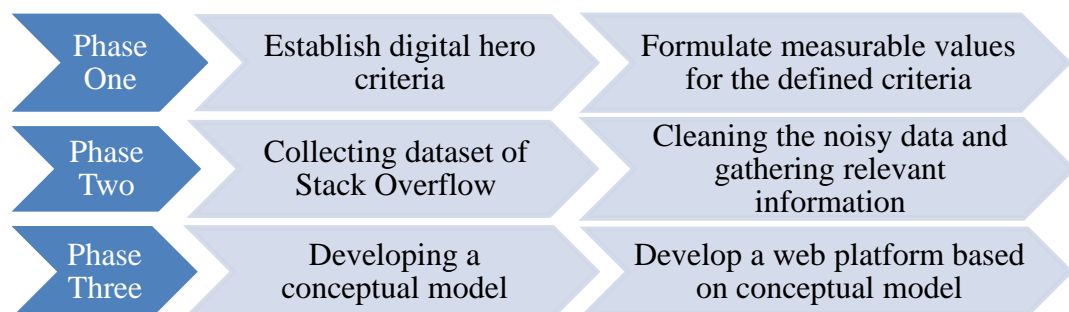 Phase
One
Establish digital hero
criteria
Formulate measurable values
for the defined criteria
Phase
Two
Collecting dataset of
Stack Overflow
Cleaning the noisy data and
gathering relevant
information
Phase
Three
Developing a
conceptual model
Develop a web platform based
on conceptual model